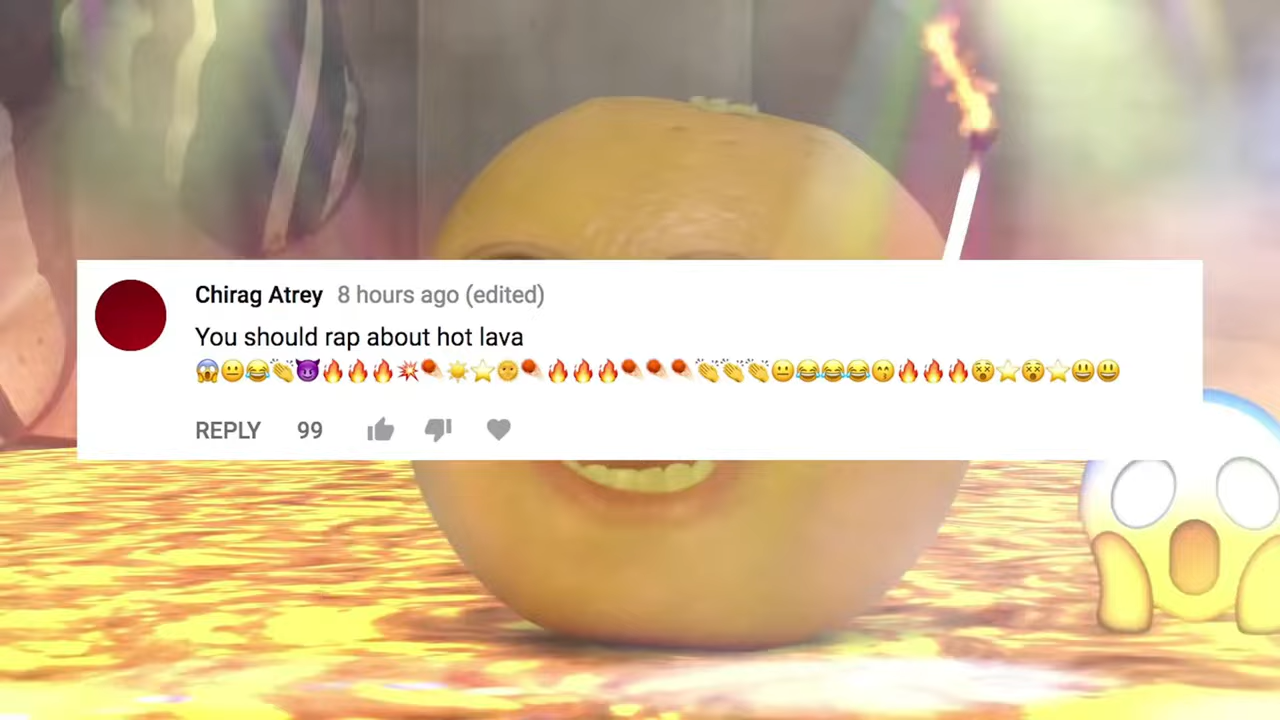 Chirag Atrey 8 hours ago (edited)
You should rap about hot lava
😱😐😂👏😈🔥🔥🔥💥☄️☀️⭐🌝☄️🔥🔥🔥☄️☄️☄️👏👏👏😐😂😂😂😙🔥🔥🔥😵⭐😵⭐😃😃
REPLY 99